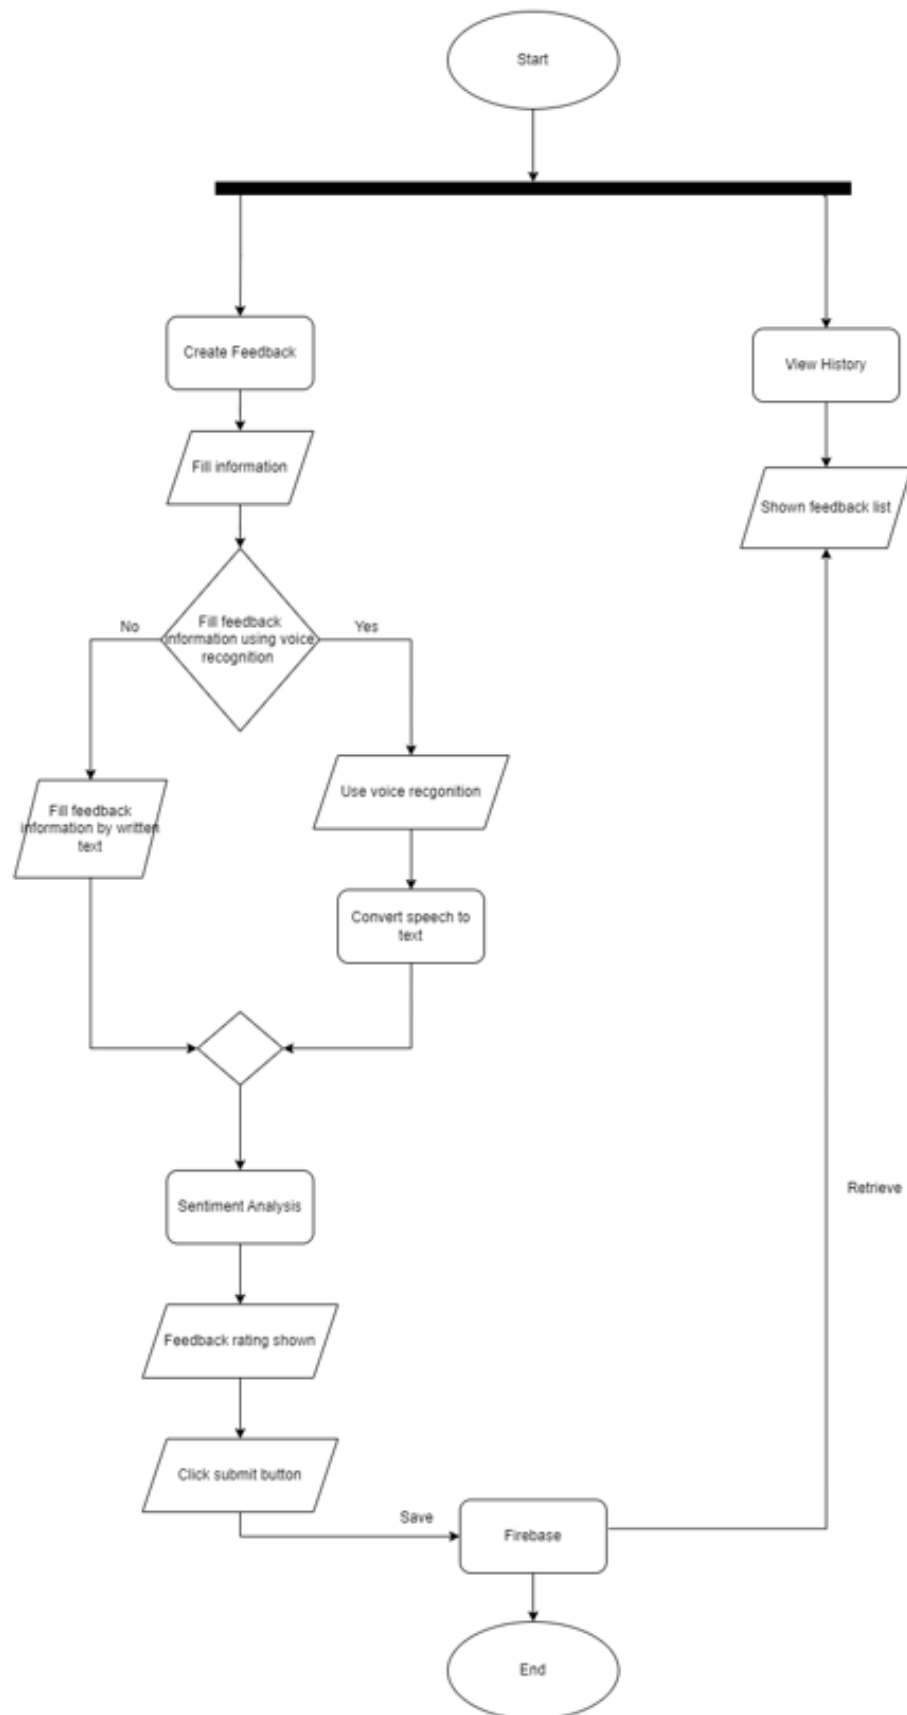 Start
Create Feedback
View History
Fill information
Shown feedback list
No
Fill feedback
information using voice
recognition
Yes
Fill feedback
information by written
text
Use voice recgonition
Convert speech to
text
Sentiment Analysis
Retrieve
Feedback rating shown
Click submit button
Save
Firebase
End